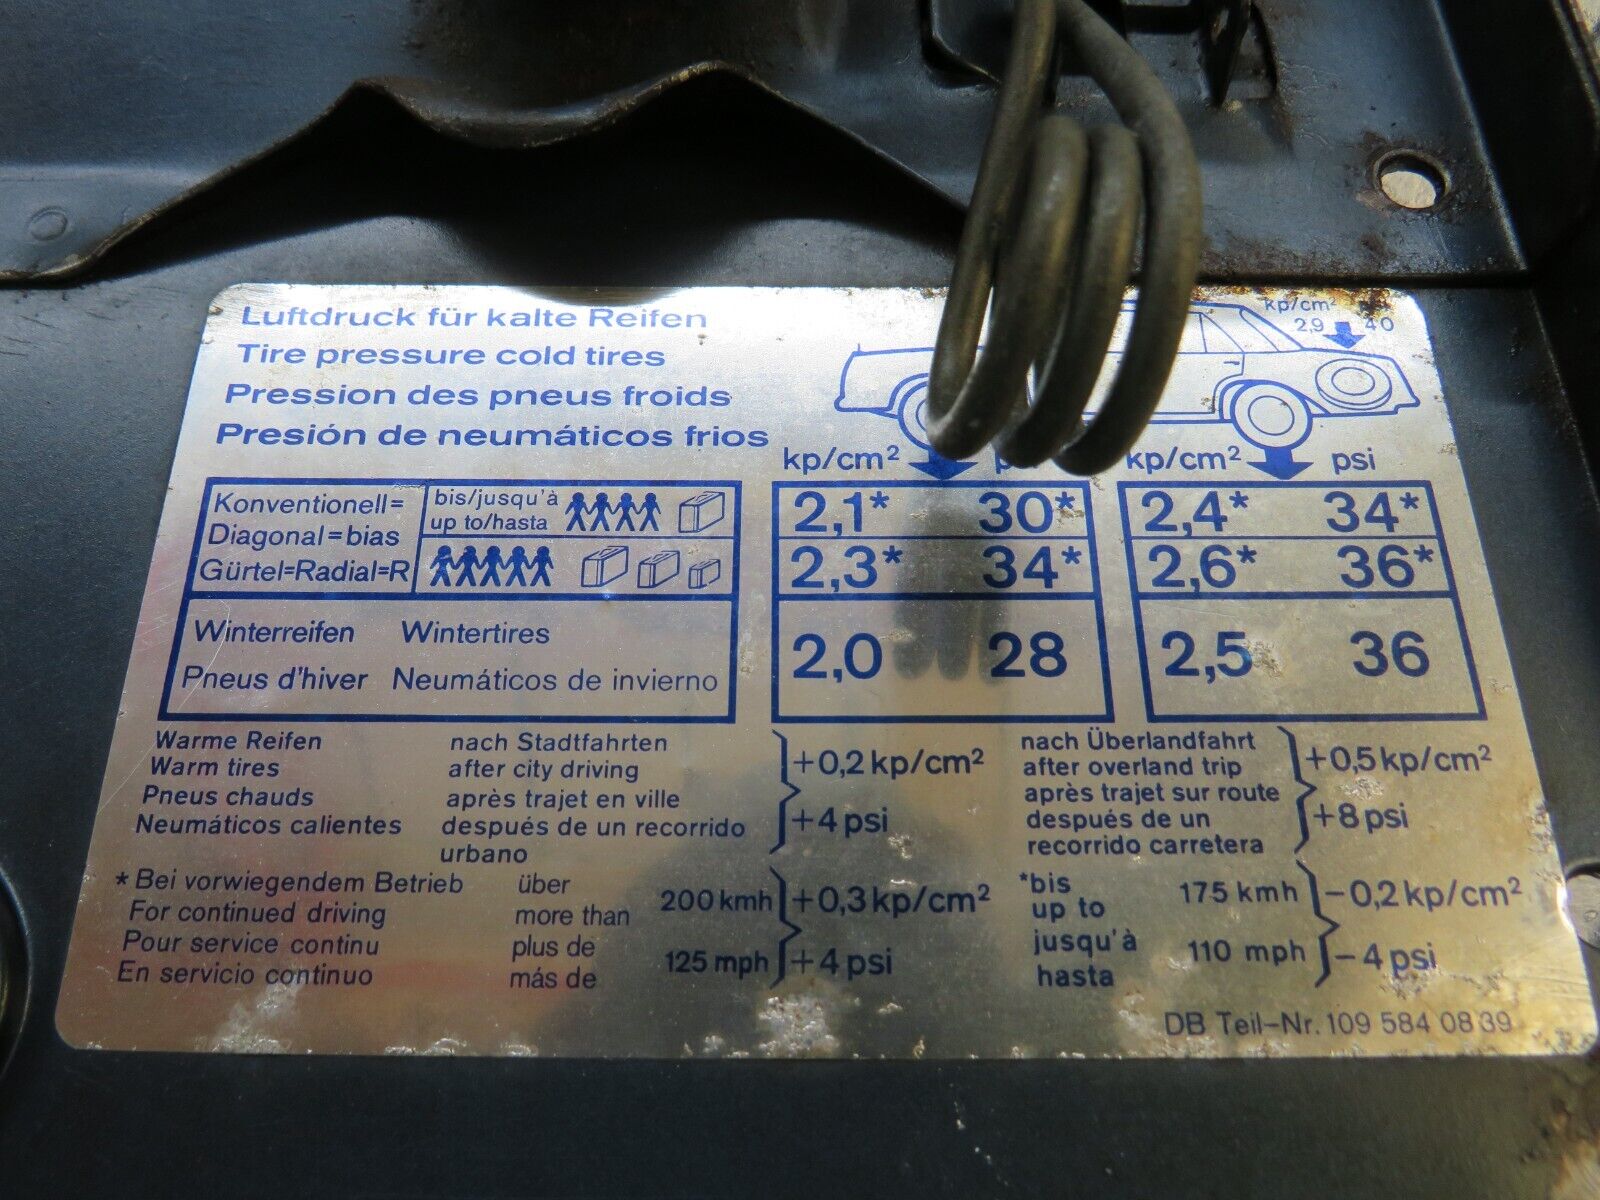 Luftdruck für kalte Reifen
Tire pressure cold tires
Pression des pneus froids
Presión de neumáticos frios
kp/cm²
2,9 40
kp/cm²
kp/cm² psi
Konventionell=
Diagonal=bias
Gürtel=Radial=R
bis/jusqu'à
up to/hasta
2,1* 30* 2,4* 34*
2,3* 34* 2,6* 36*
Winterreifen Wintertires
Pneus d'hiver Neumáticos de invierno
2,0 28 2,5 36
Warme Reifen
Warm tires
Pneus chauds
Neumáticos calientes
nach Stadtfahrten
after city driving
après trajet en ville
después de un recorrido
urbano
+0,2 kp/cm²
+4 psi
nach Überlandfahrt
after overland trip
après trajet sur route
después de un
recorrido carretera
+0,5 kp/cm²
+8 psi
* Bei vorwiegendem Betrieb
For continued driving
Pour service continu
En servicio continuo
über
more than
plus de
más de
200 kmh
125 mph
+0,3 kp/cm²
+4 psi
*bis
up to
jusqu'à
hasta
175 kmh
110 mph
-0,2 kp/cm²
-4 psi
DB Teil-Nr. 109 584 08 39